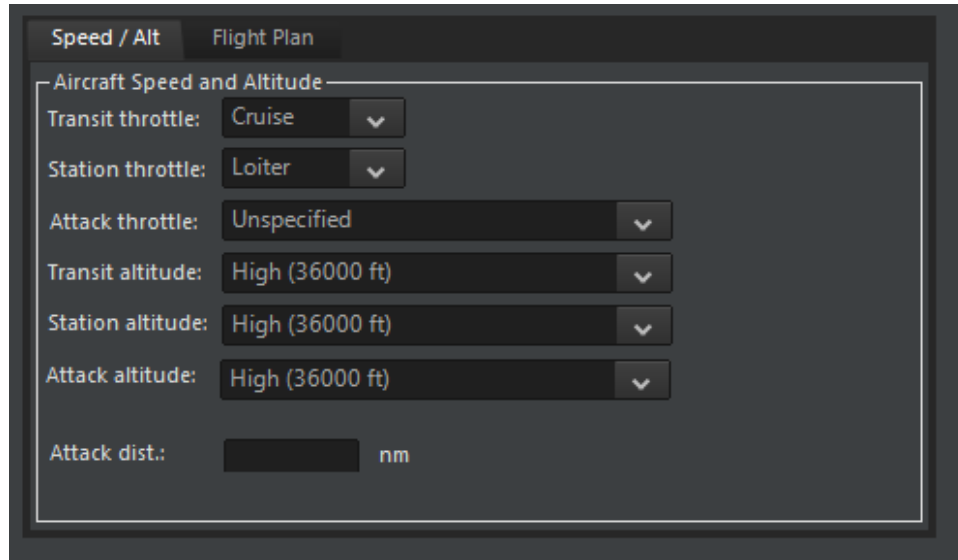 Speed / Alt Flight Plan
Aircraft Speed and Altitude
Transit throttle: Cruise
Station throttle: Loiter
Attack throttle: Unspecified
Transit altitude: High (36000 ft)
Station altitude: High (36000 ft)
Attack altitude: High (36000 ft)
Attack dist.: nm